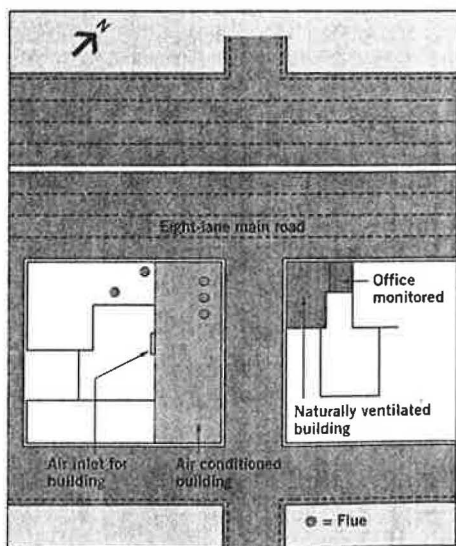 N
Eight-lane main road
Office
monitored
Naturally ventilated
building
Air inlet for
building
Air conditioned
building
= Flue